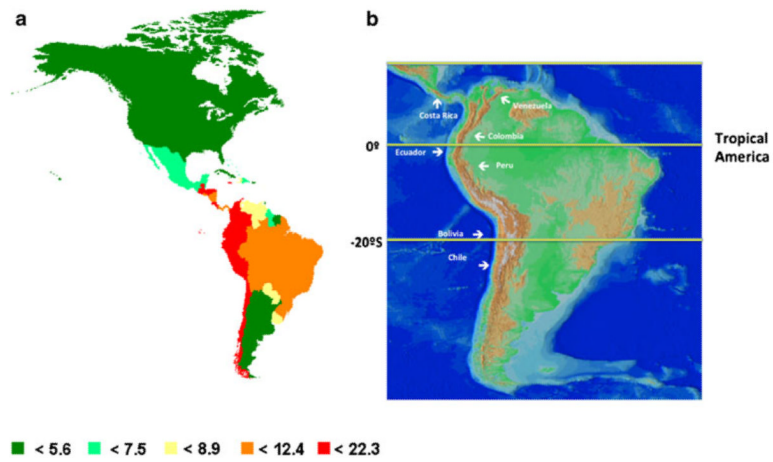 a
< 5.6 < 7.5 < 8.9 < 12.4 < 22.3
b
Costa Rica
Venezuela
Colombia
0º
Ecuador
Peru
Bolivia
-20ºS
Chile
Tropical
America